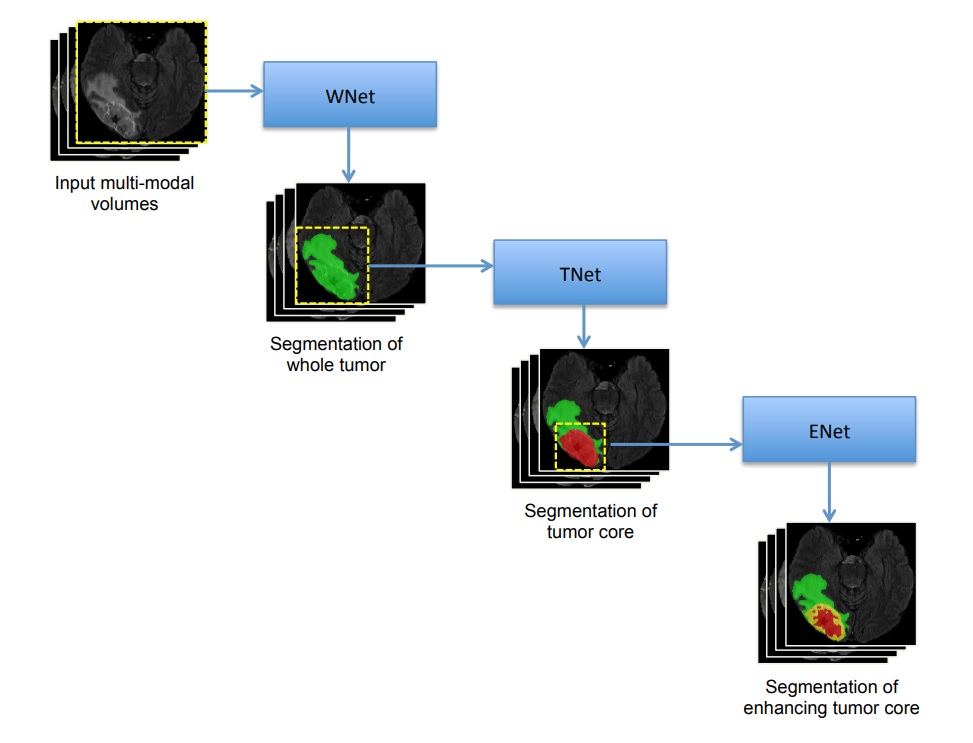 WNet
Input multi-modal
volumes
TNet
Segmentation of
whole tumor
ENet
Segmentation of
tumor core
Segmentation of
enhancing tumor core